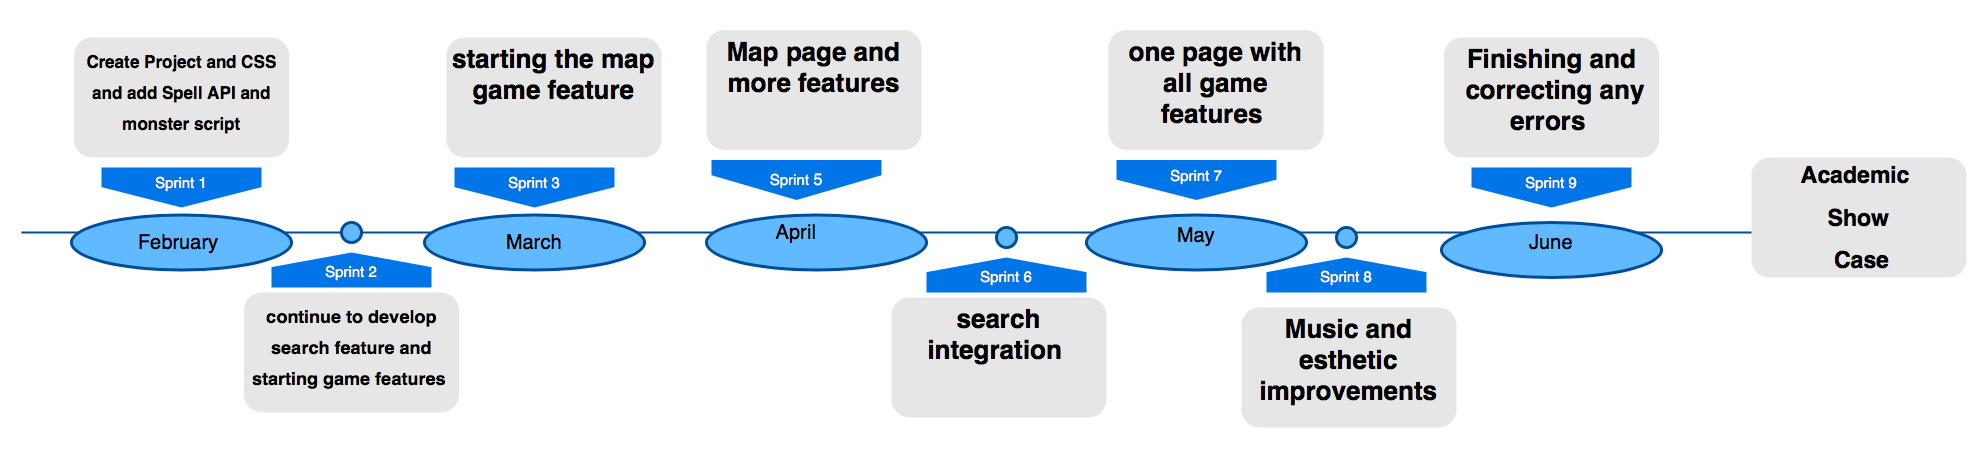 Create Project and CSS
and add Spell API and
monster script
Sprint 1
February
Sprint 2
continue to develop
search feature and
starting game features
starting the map
game feature
Sprint 3
March
Map page and
more features
Sprint 5
April
Sprint 6
search
integration
one page with
all game
features
Sprint 7
May
Sprint 8
Music and
esthetic
improvements
Finishing and
correcting any
errors
Sprint 9
June
Academic
Show
Case